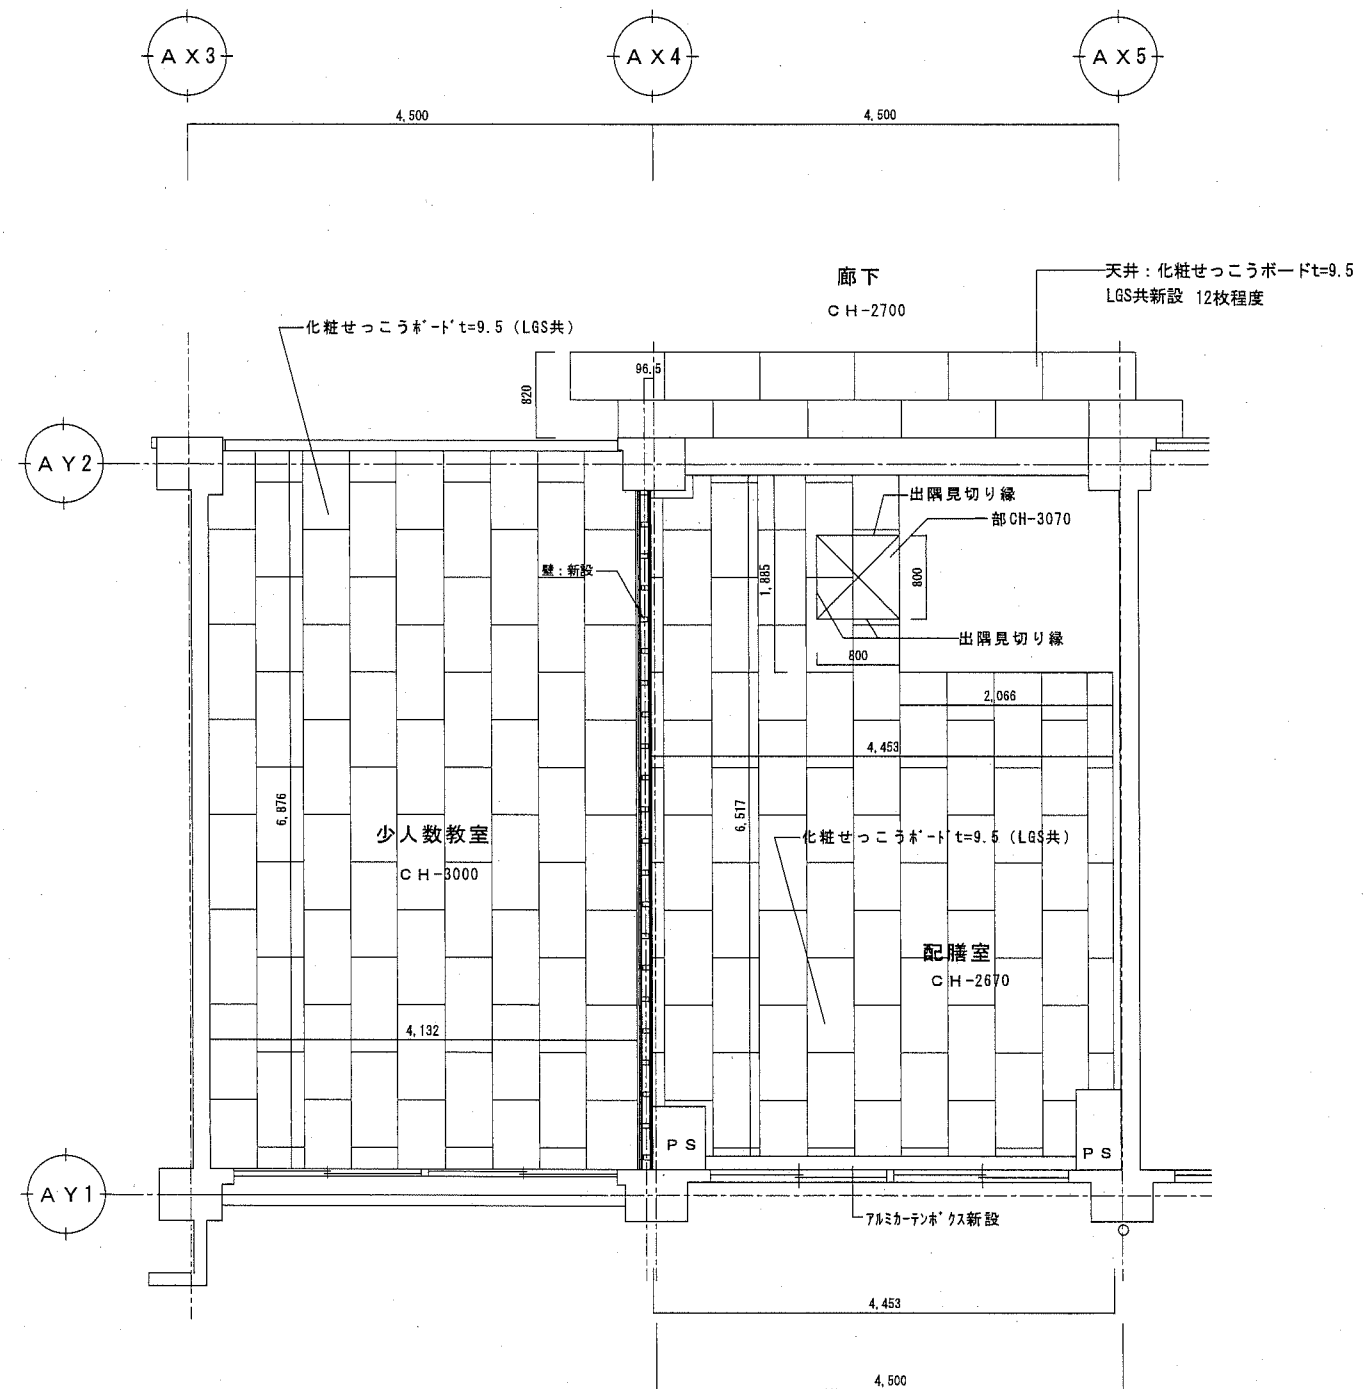 AX3
AX4
AX5
4,500
4,500
廊下
CH-2700
天井：化粧せっこうボードt=9.5
LGS共新設 12枚程度
化粧せっこうボードt=9.5（LGS共）
96.5
820
AY2
出隅見切り縁
部CH-3070
壁：新設
1,885
800
出隅見切り縁
800
2,066
4,453
6,876
6,517
少人数教室
CH-3000
化粧せっこうボードt=9.5（LGS共）
配膳室
CH-2670
4,132
PS
PS
AY1
アルミカーテンボックス新設
4,453
4,500